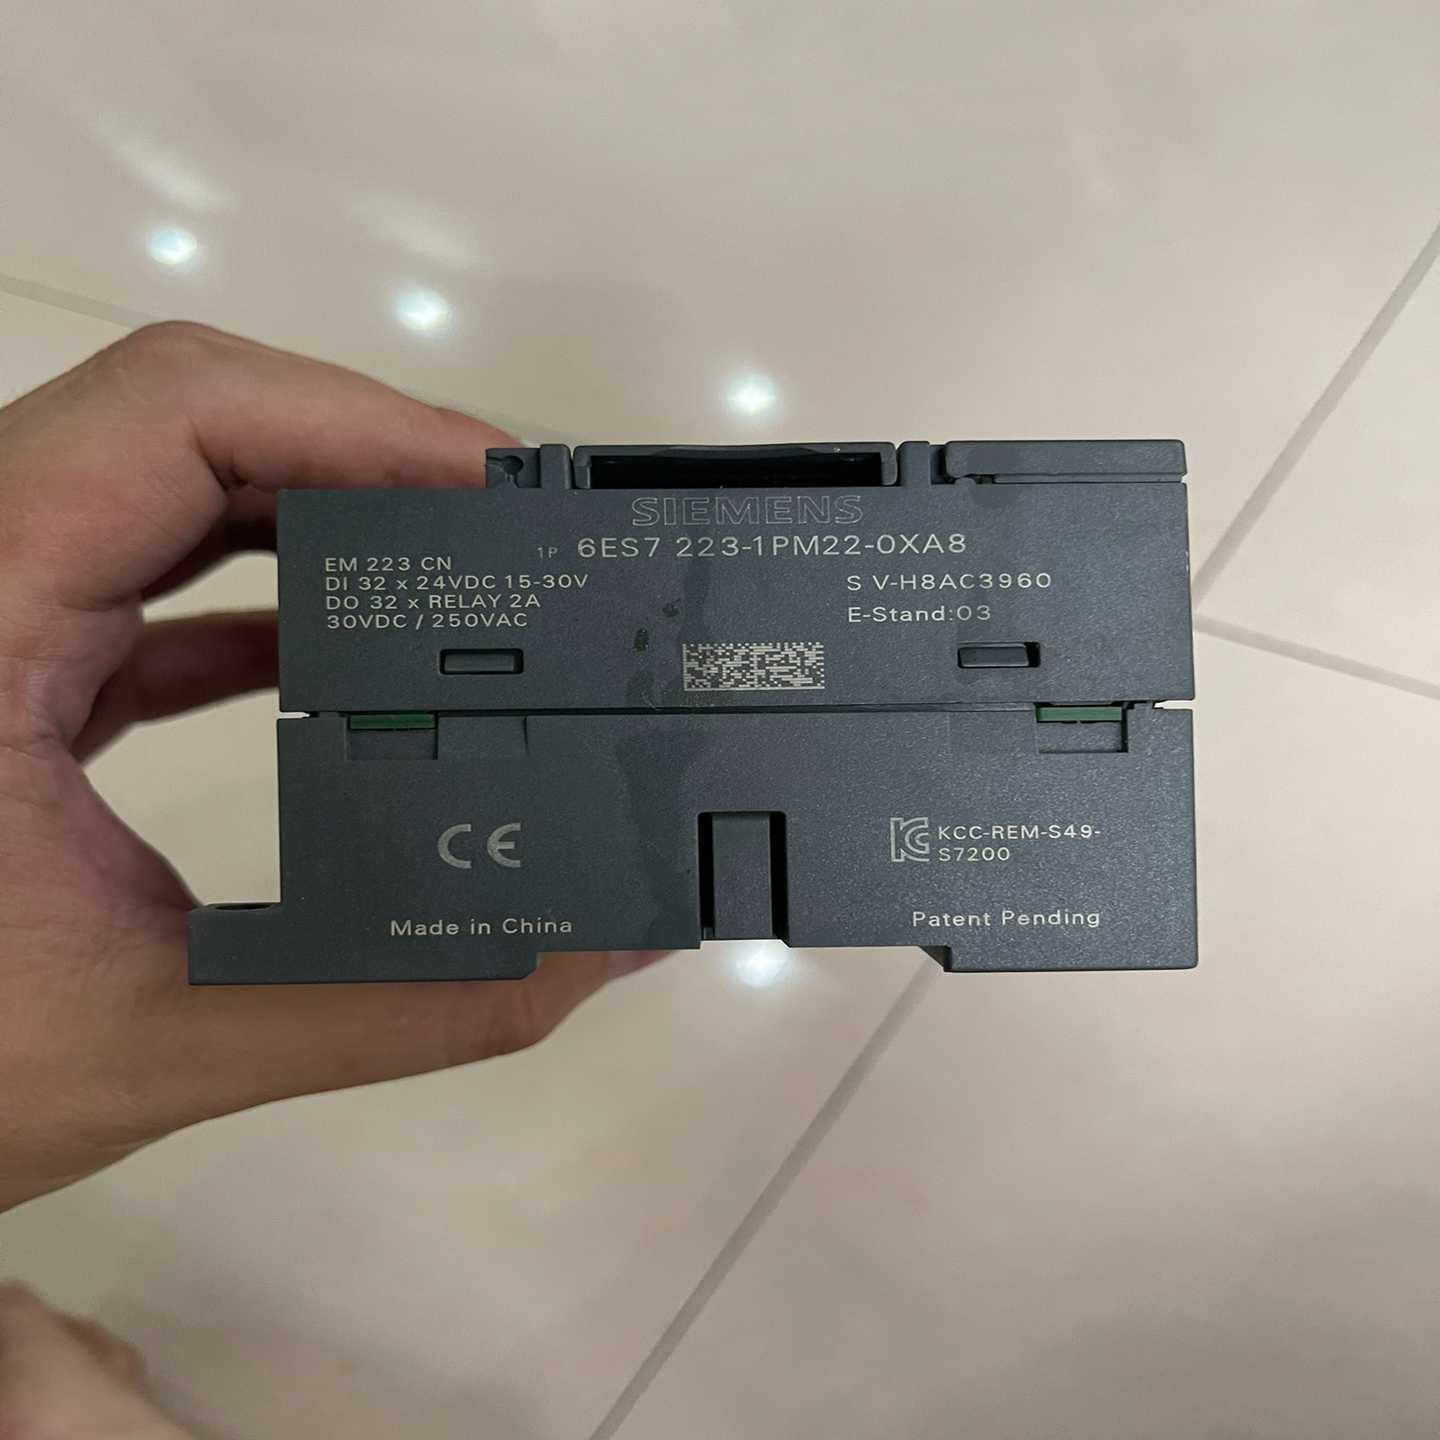 SIEMENS
1P 6ES7 223-1PM22-0XA8
EM 223 CN
DI 32 x 24VDC 15-30V
DO 32 x RELAY 2A
30VDC / 250VAC
S V-H8AC3960
E-Stand:03
CE
KCC-REM-S49-
S7200
Made in China
Patent Pending